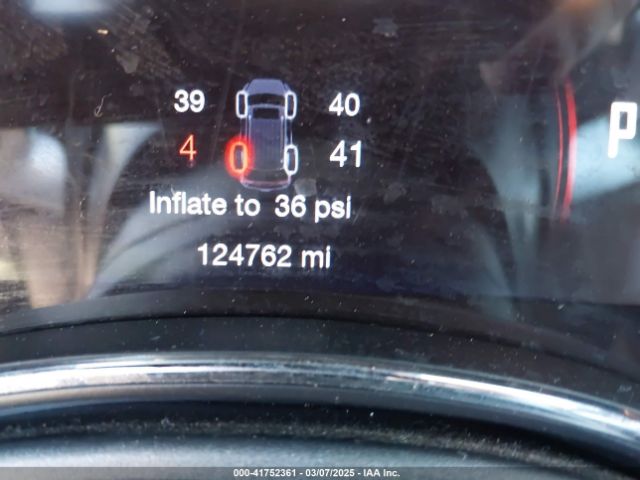 39 40
4 41
P
Inflate to 36 psi
124762 mi
000-41752361 - 03/07/2025 - IAA Inc.